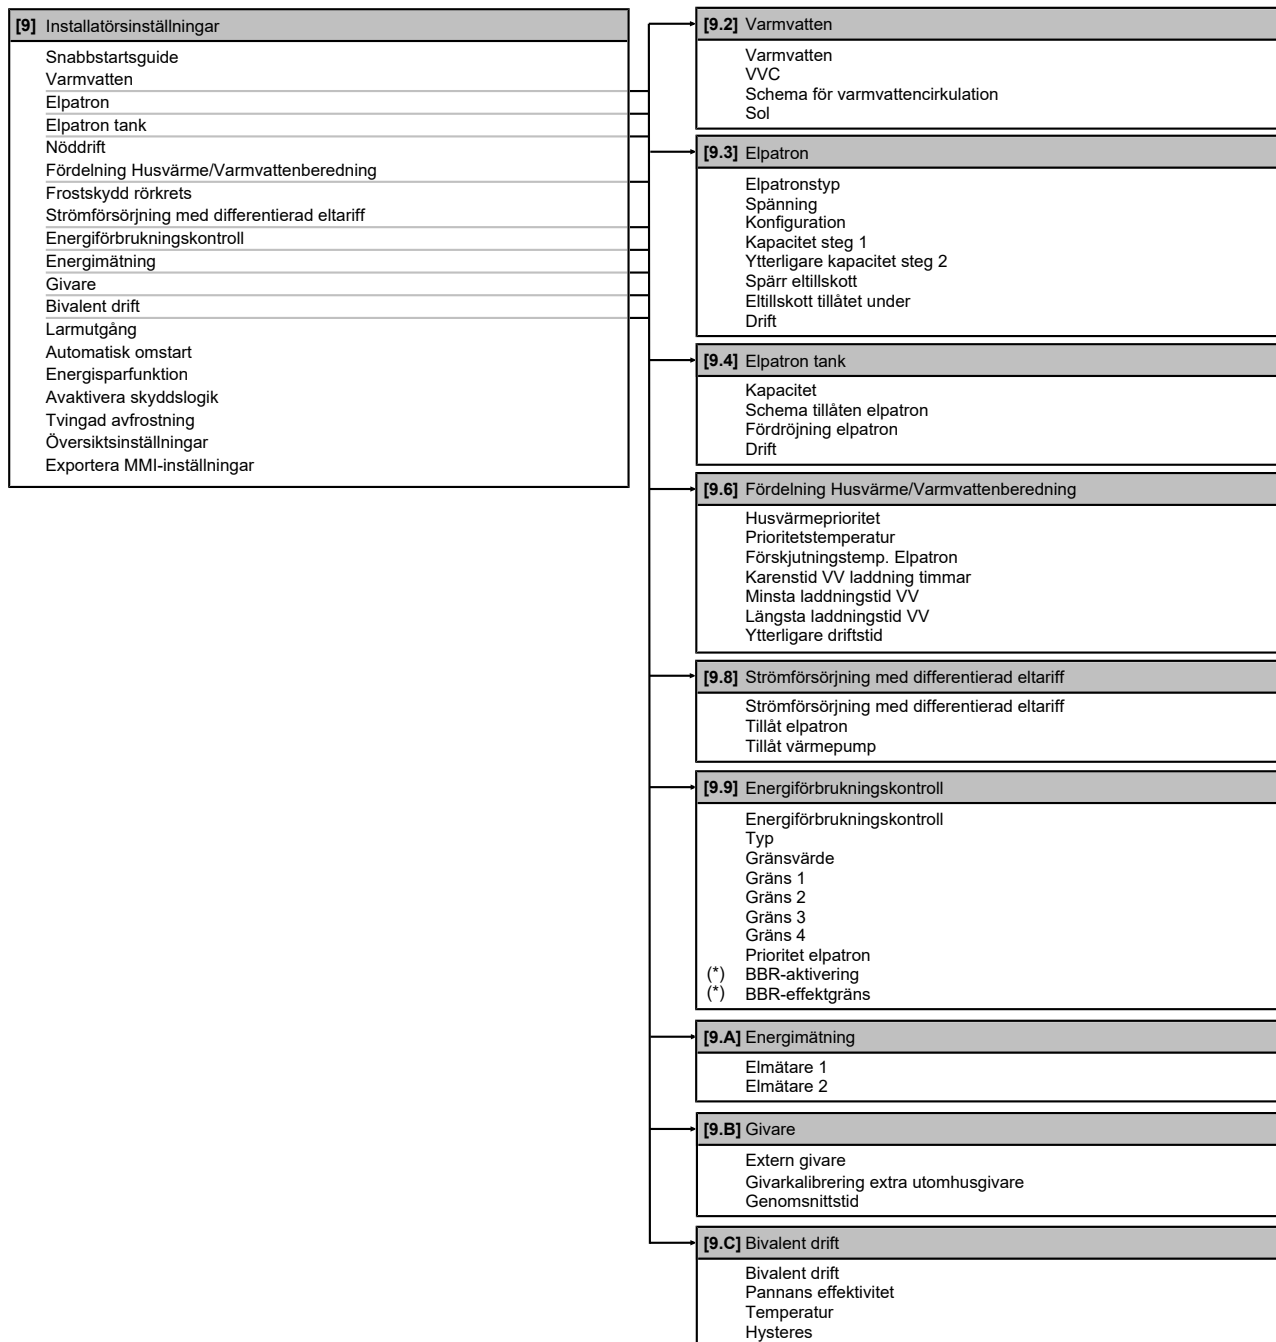 [9] Installatörsinställningar
Snabbstartsguide
Varmvatten
Elpatron
Elpatron tank
Nöddrift
Fördelning Husvärme/Varmvattenberedning
Frostskydd rörkrets
Strömförsörjning med differentierad eltariff
Energiförbrukningskontroll
Energimätning
Givare
Bivalent drift
Larmutgång
Automatisk omstart
Energisparfunktion
Avaktivera skyddslogik
Tvingad avfrostning
Översiktsinställningar
Exportera MMI-inställningar
[9.2] Varmvatten
Varmvatten
VVC
Schema för varmvattencirkulation
Sol
[9.3] Elpatron
Elpatronstyp
Spänning
Konfiguration
Kapacitet steg 1
Ytterligare kapacitet steg 2
Spärr eltillskott
Eltillskott tillåtet under
Drift
[9.4] Elpatron tank
Kapacitet
Schema tillåten elpatron
Fördröjning elpatron
Drift
[9.6] Fördelning Husvärme/Varmvattenberedning
Husvärmeprioritet
Prioritetstemperatur
Förskjutningstemp. Elpatron
Karenstid VV laddning timmar
Minsta laddningstid VV
Längsta laddningstid VV
Ytterligare driftstid
[9.8] Strömförsörjning med differentierad eltariff
Strömförsörjning med differentierad eltariff
Tillåt elpatron
Tillåt värmepump
[9.9] Energiförbrukningskontroll
Energiförbrukningskontroll
Typ
Gränsvärde
Gräns 1
Gräns 2
Gräns 3
Gräns 4
Prioritet elpatron
(*) BBR-aktivering
(*) BBR-effektgräns
[9.A] Energimätning
Elmätare 1
Elmätare 2
[9.B] Givare
Extern givare
Givarkalibrering extra utomhusgivare
Genomsnittstid
[9.C] Bivalent drift
Bivalent drift
Pannans effektivitet
Temperatur
Hysteres